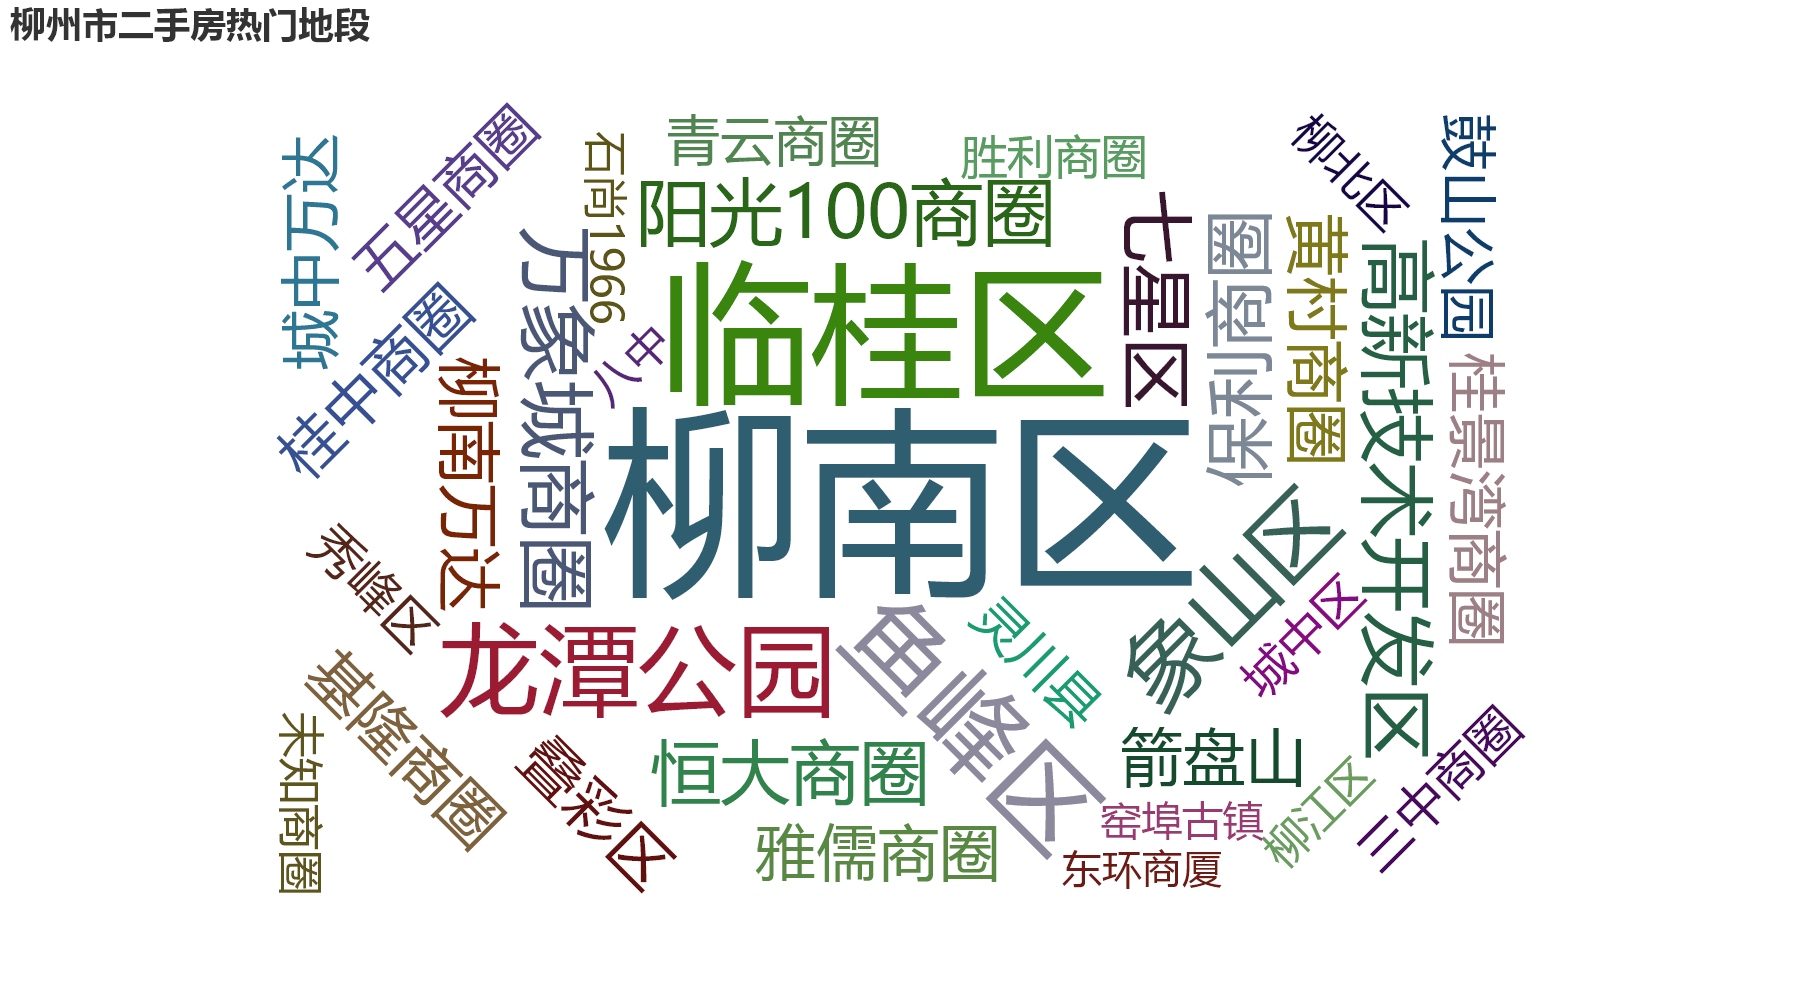 柳州市二手房热门地段
城中万达
五星商圈
石尚1966
青云商圈
胜利商圈
柳北区
鼓山公园
阳光100商圈
七星区
保利商圈
黄村商圈
高新技术开发区
万象城商圈
临桂区
桂中商圈
八中
柳南万达
桂景湾商圈
柳南区
秀峰区
象山区
龙潭公园
鱼峰区
灵川县
城中区
基隆商圈
未知商圈
叠彩区
恒大商圈
箭盘山
三中商圈
雅儒商圈
窑埠古镇
柳江区
东环商厦